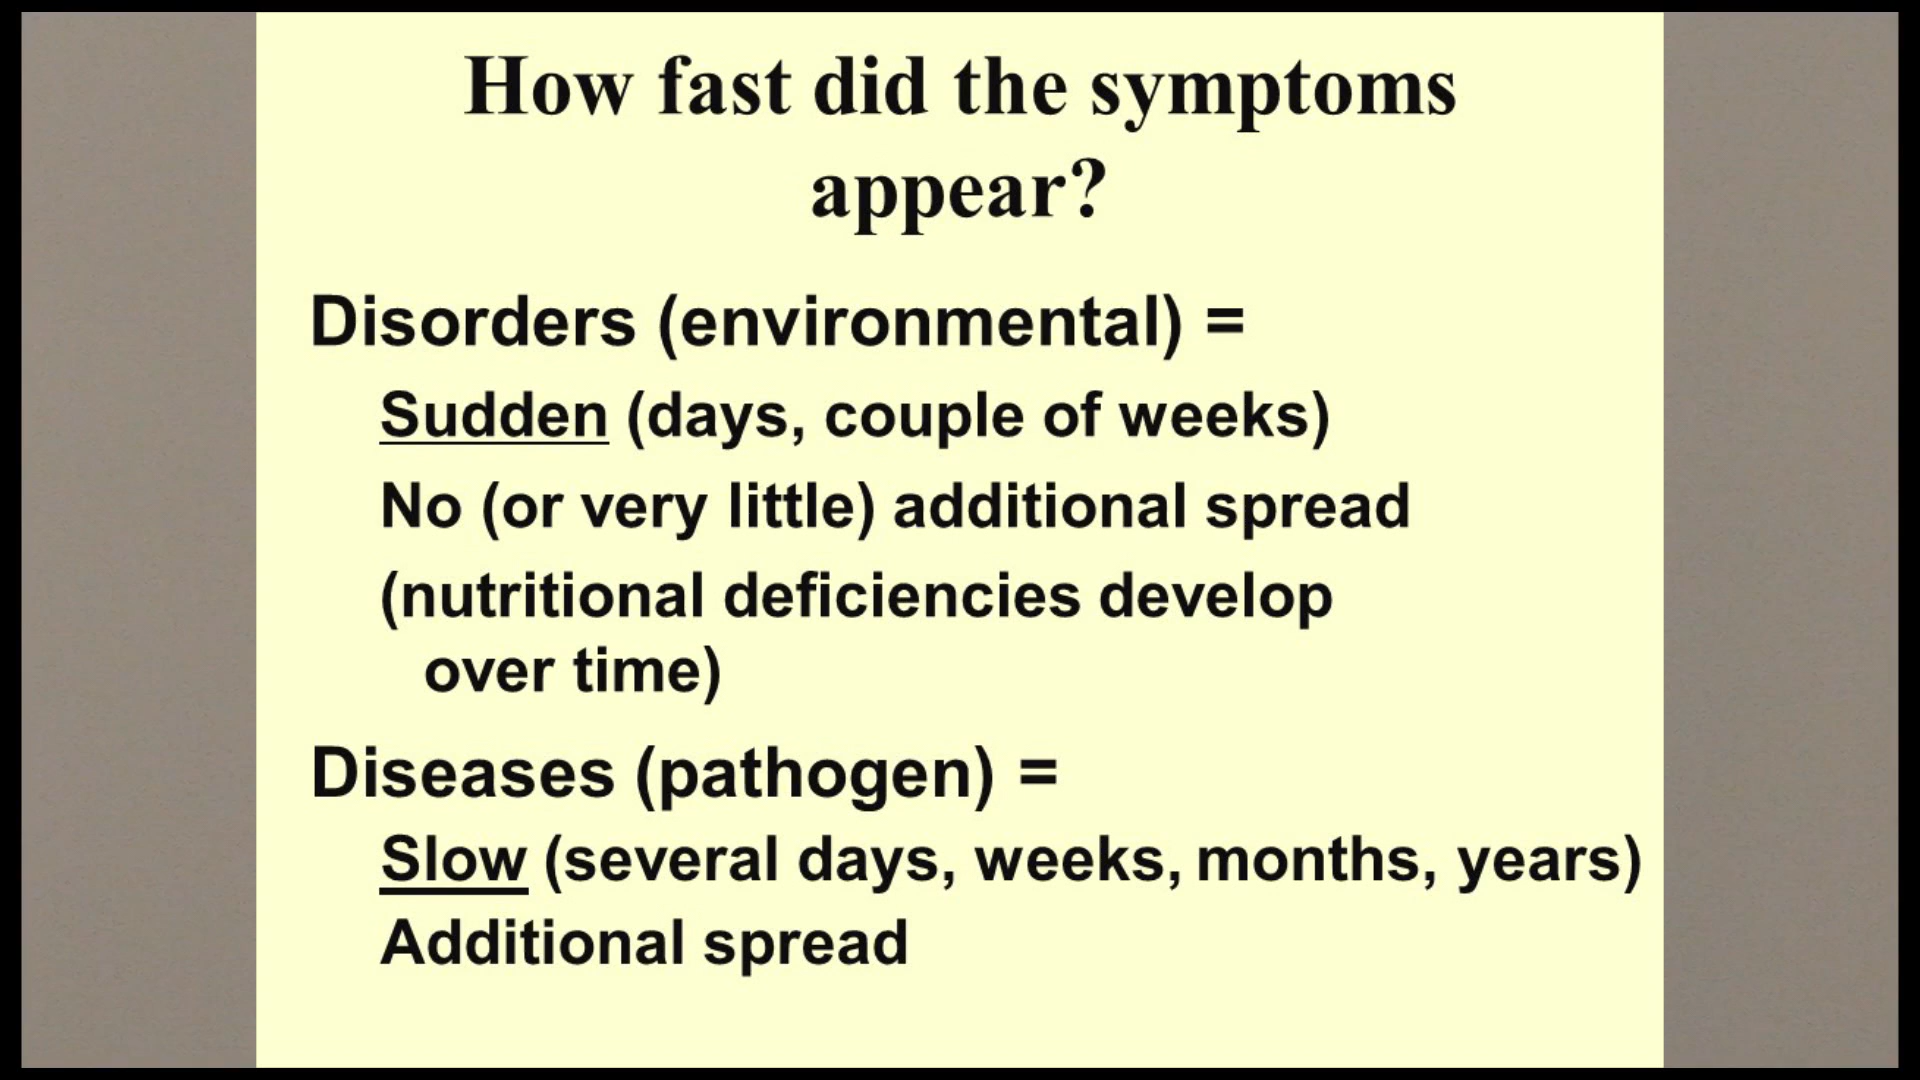 How fast did the symptoms
appear?
Disorders (environmental) =
Sudden (days, couple of weeks)
No (or very little) additional spread
(nutritional deficiencies develop
over time)
Diseases (pathogen) =
Slow (several days, weeks, months, years)
Additional spread